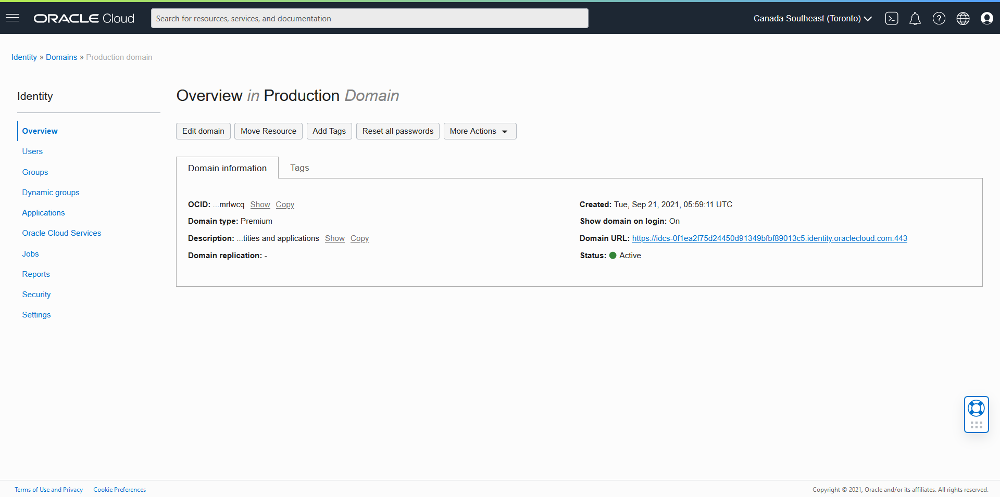 ORACLE Cloud
Search for resources, services, and documentation
Canada Southeast (Toronto)
Identity » Domains » Production domain
Identity
Overview
Users
Groups
Dynamic groups
Applications
Oracle Cloud Services
Jobs
Reports
Security
Settings
Overview in Production Domain
Edit domain
Move Resource
Add Tags
Reset all passwords
More Actions
Domain information
Tags
OCID: ...mrlwcq Show Copy
Domain type: Premium
Description: ...tities and applications Show Copy
Domain replication: -
Created: Tue, Sep 21, 2021, 05:59:11 UTC
Show domain on login: On
Domain URL: https://idcs-0f1ea2f75d24450d91349bfbf89013c5.identity.oraclecloud.com:443
Status: Active
Terms of Use and Privacy
Cookie Preferences
Copyright © 2021, Oracle and/or its affiliates. All rights reserved.